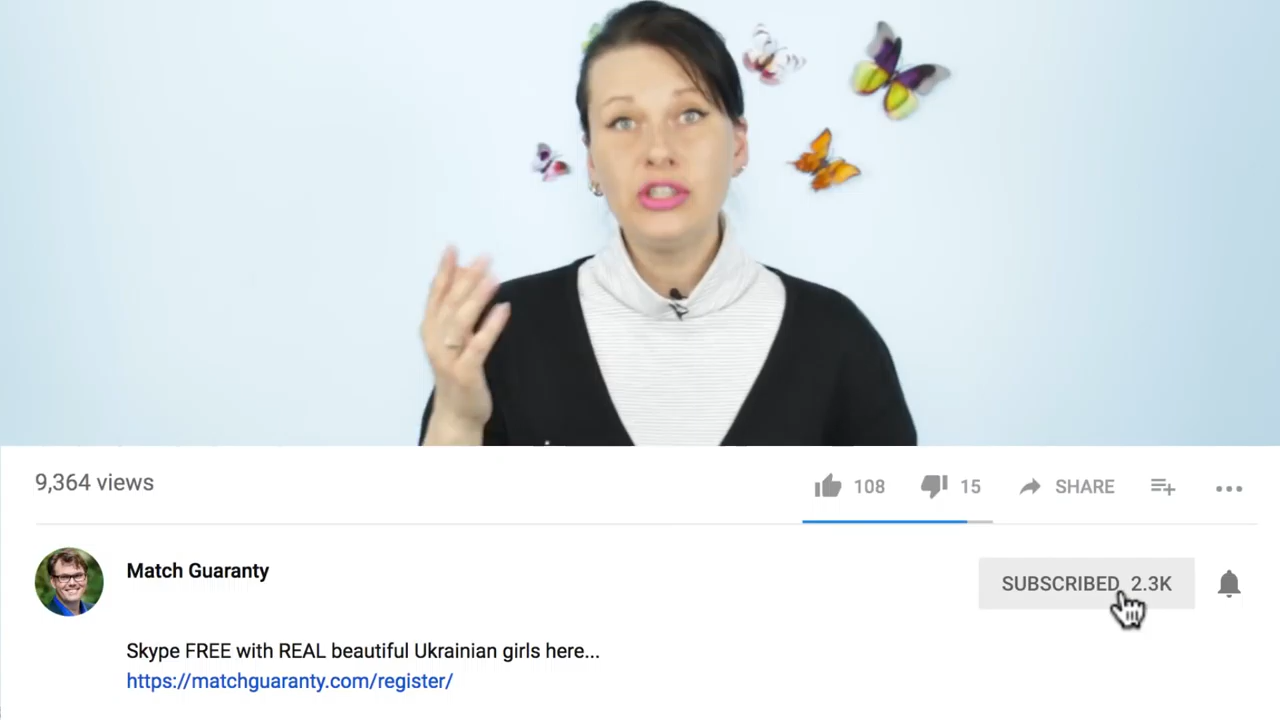 9,364 views
108 15 SHARE
Match Guaranty
SUBSCRIBED 2.3K
Skype FREE with REAL beautiful Ukrainian girls here...
https://matchguaranty.com/register/